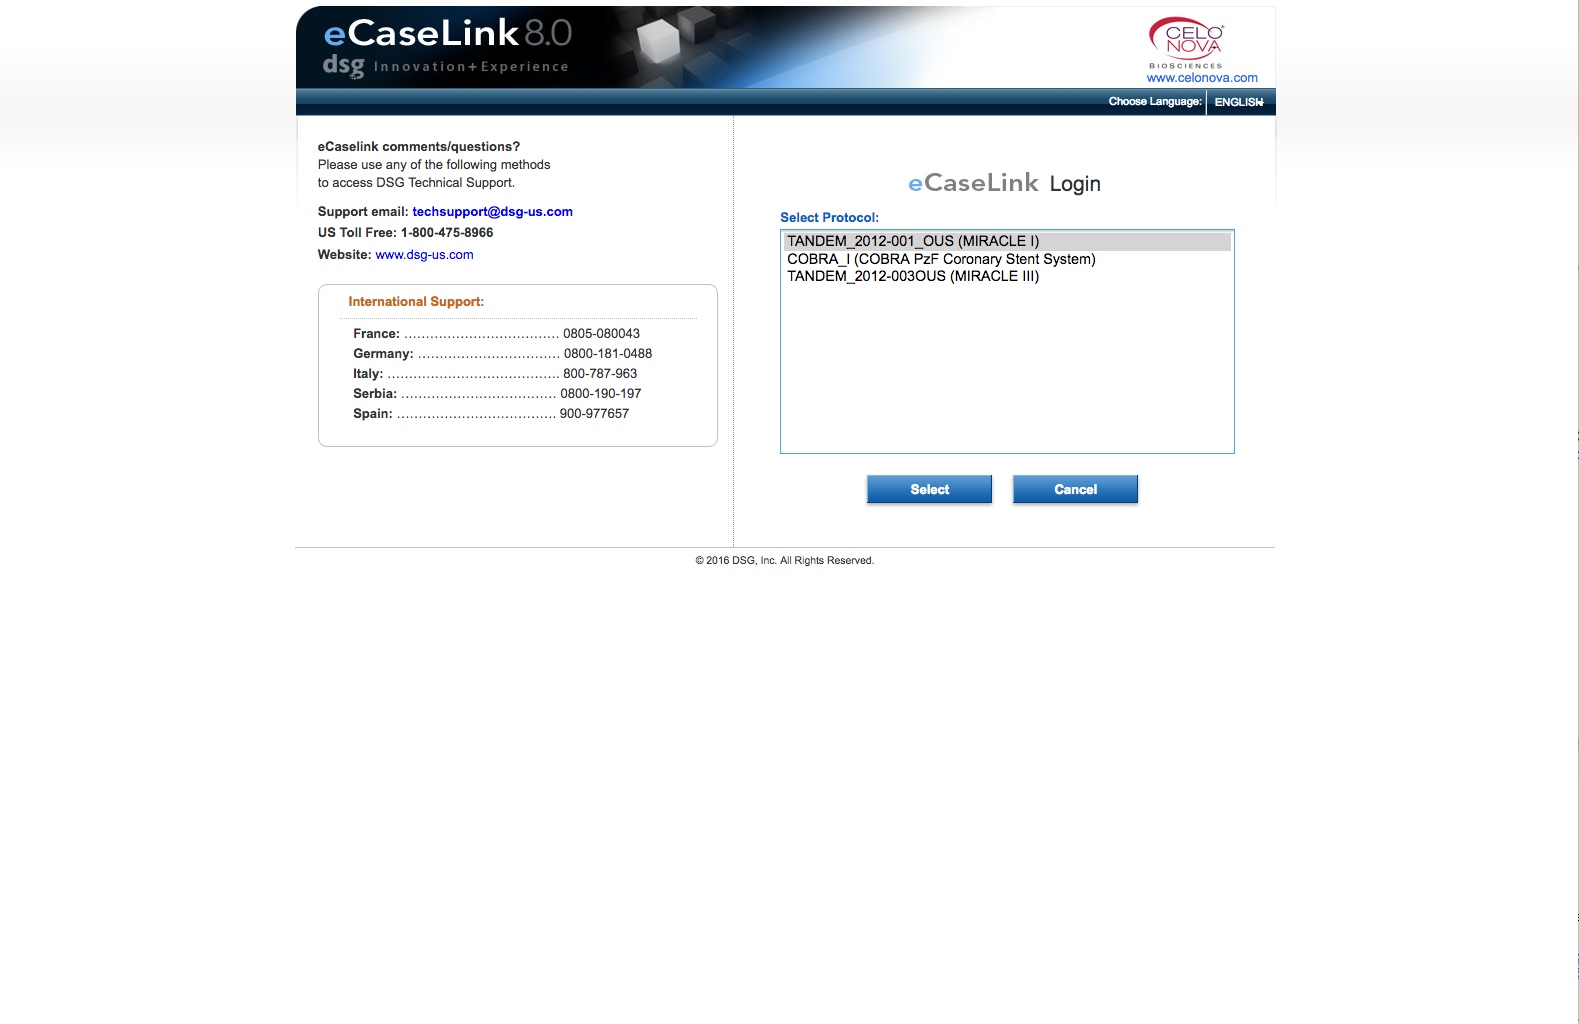 eCaseLink 8.0
dsg Innovation+Experience
CELO NOVA
BIOSCIENCES
www.celonova.com
Choose Language: ENGLISH
eCaselink comments/questions?
Please use any of the following methods
to access DSG Technical Support.
Support email: techsupport@dsg-us.com
US Toll Free: 1-800-475-8966
Website: www.dsg-us.com
International Support:
France: .................................... 0805-080043
Germany: ................................. 0800-181-0488
Italy: ........................................ 800-787-963
Serbia: .................................... 0800-190-197
Spain: ..................................... 900-977657
eCaseLink Login
Select Protocol:
TANDEM_2012-001_OUS (MIRACLE I)
COBRA_I (COBRA PzF Coronary Stent System)
TANDEM_2012-003OUS (MIRACLE III)
Select Cancel
© 2016 DSG, Inc. All Rights Reserved.